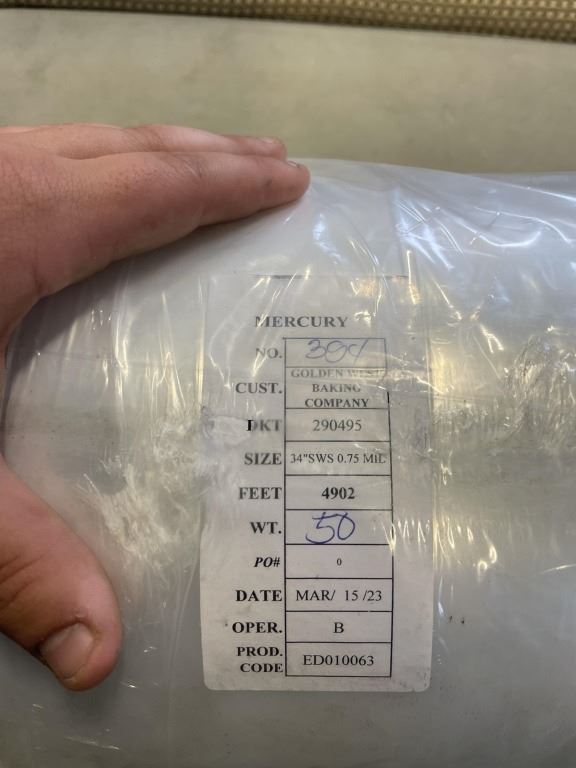 MERCURY
NO. 304
CUST. GOLDEN WEST
BAKING
COMPANY
DKT 290495
SIZE 34"SWS 0.75 MIL
FEET 4902
WT. 50
PO# 0
DATE MAR/ 15 /23
OPER. B
PROD.
CODE ED010063